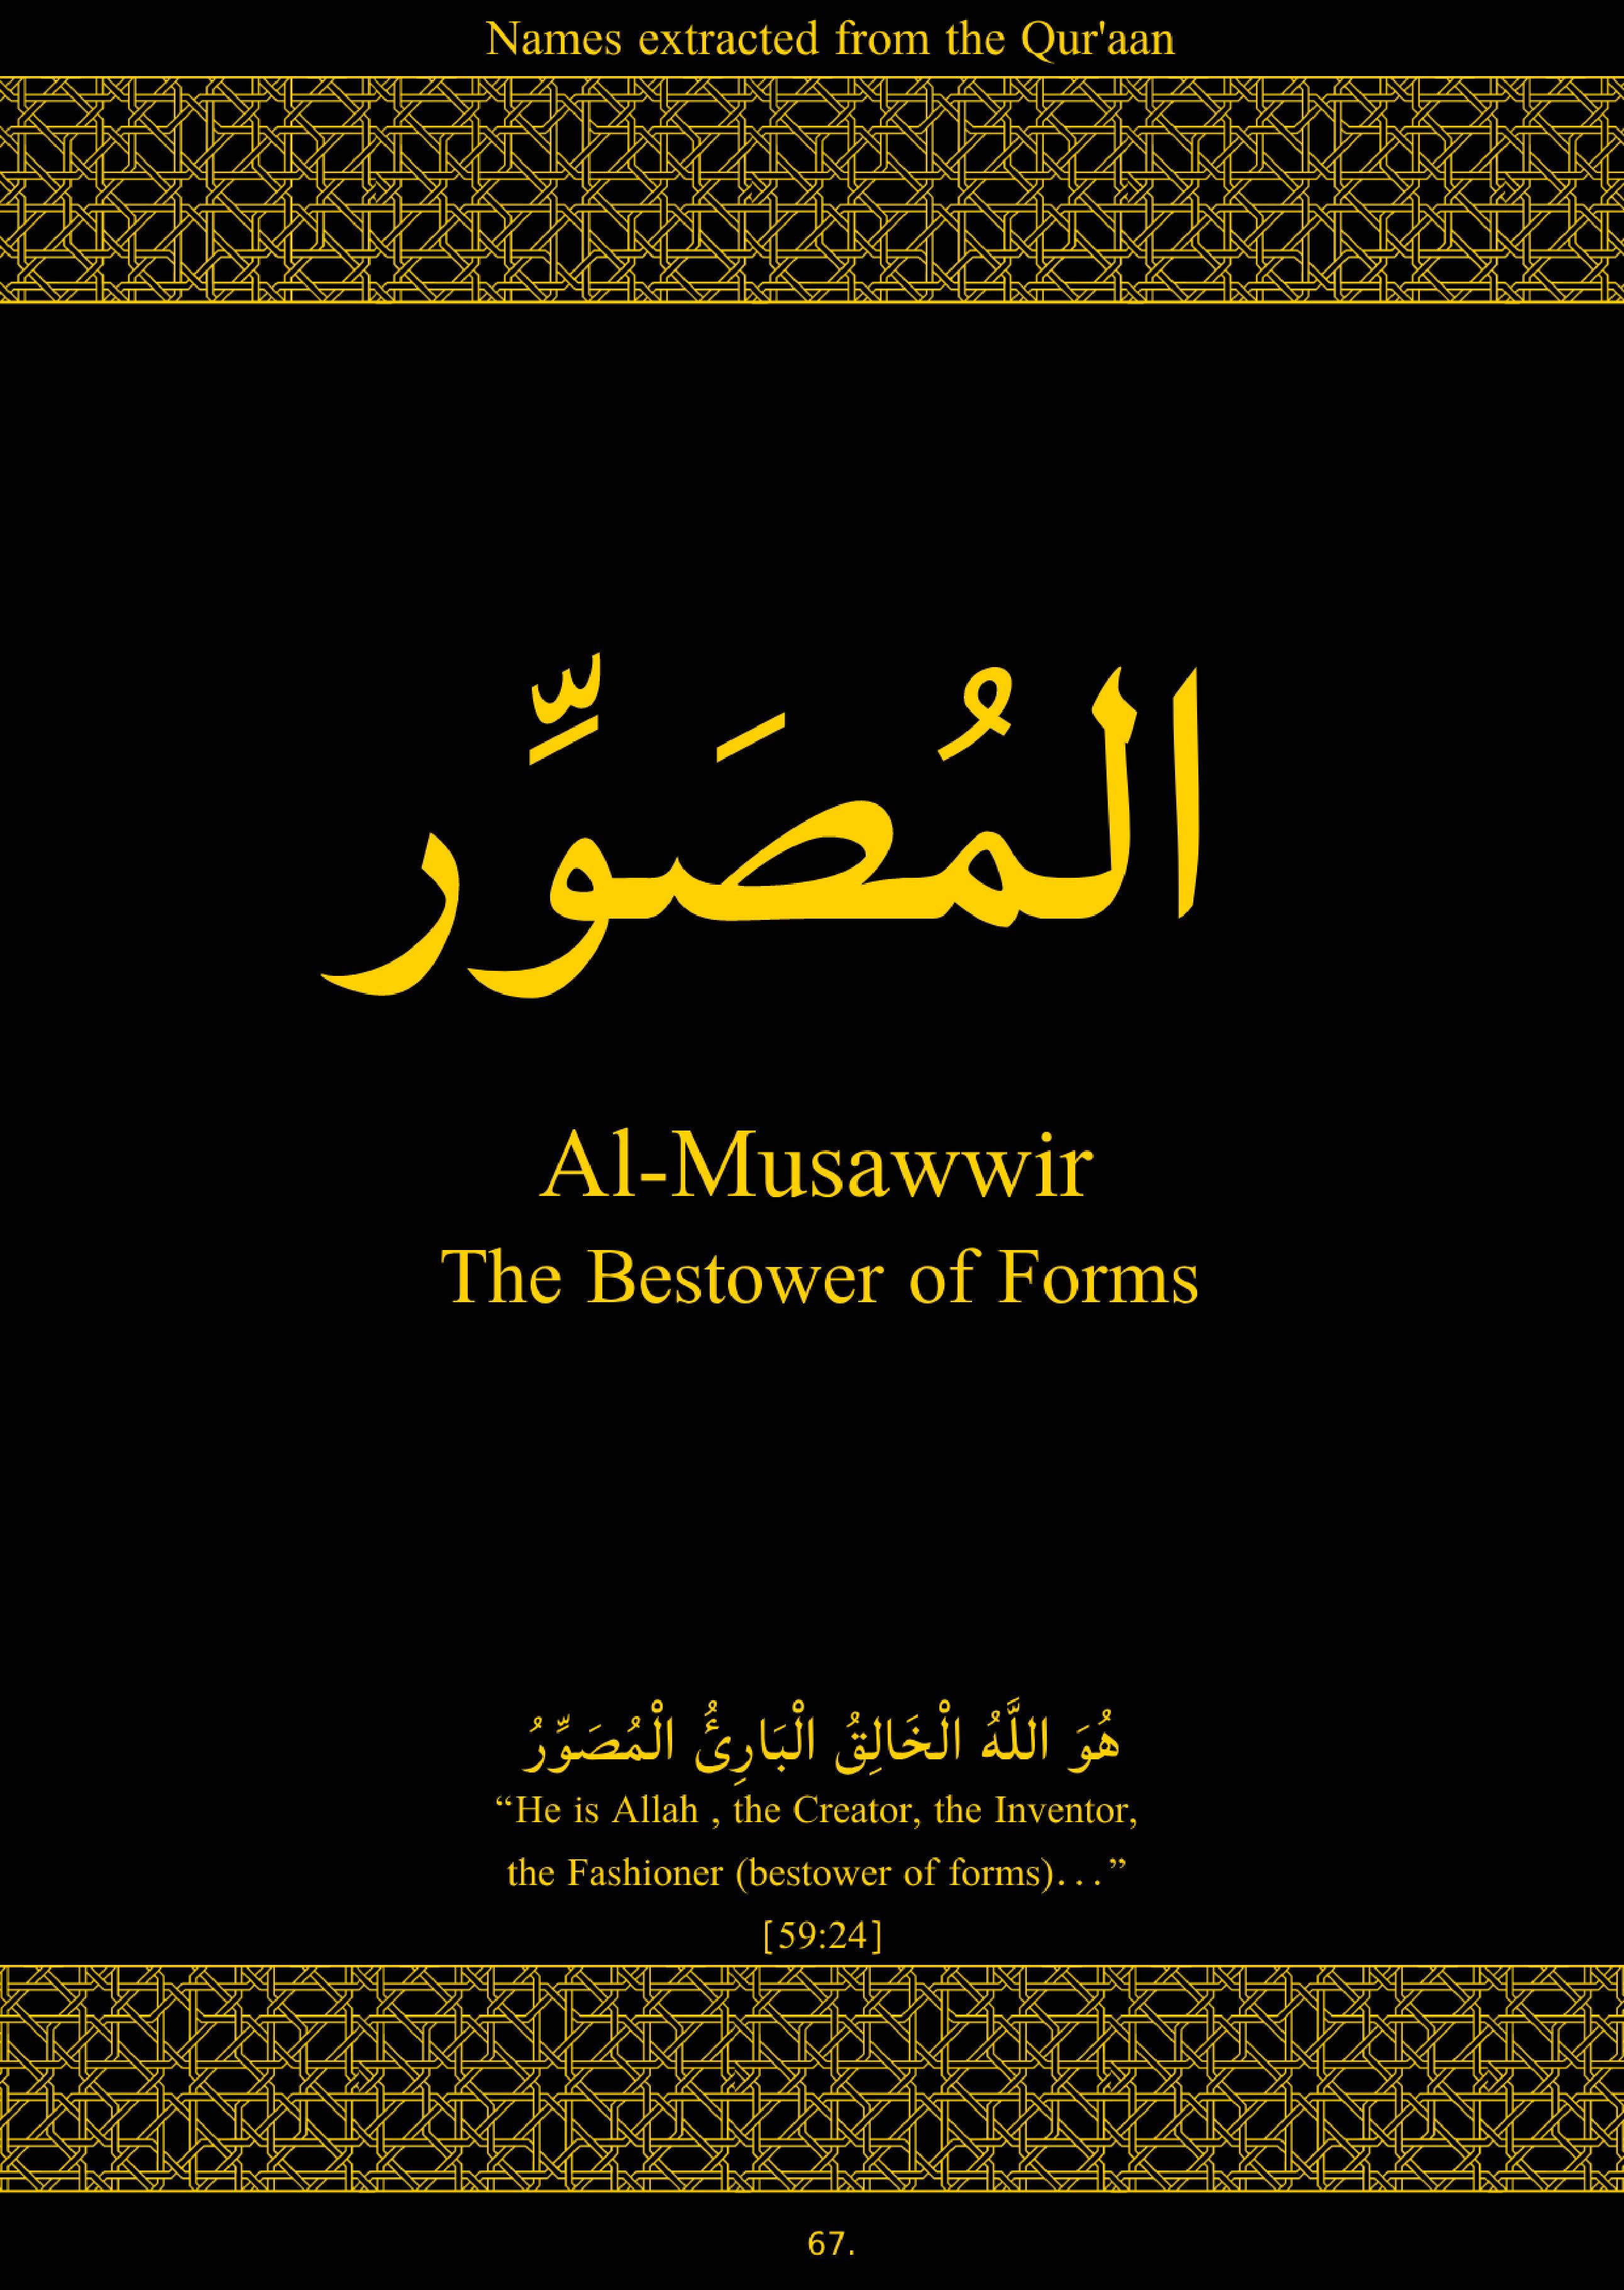 Names extracted from the Qur'aan
المُصَوِّر
Al-Musawwir
The Bestower of Forms
هُوَ اللَّهُ الْخَالِقُ الْبَارِئُ الْمُصَوِّرُ
“He is Allah , the Creator, the Inventor,
the Fashioner (bestower of forms)...”
[59:24]
67.